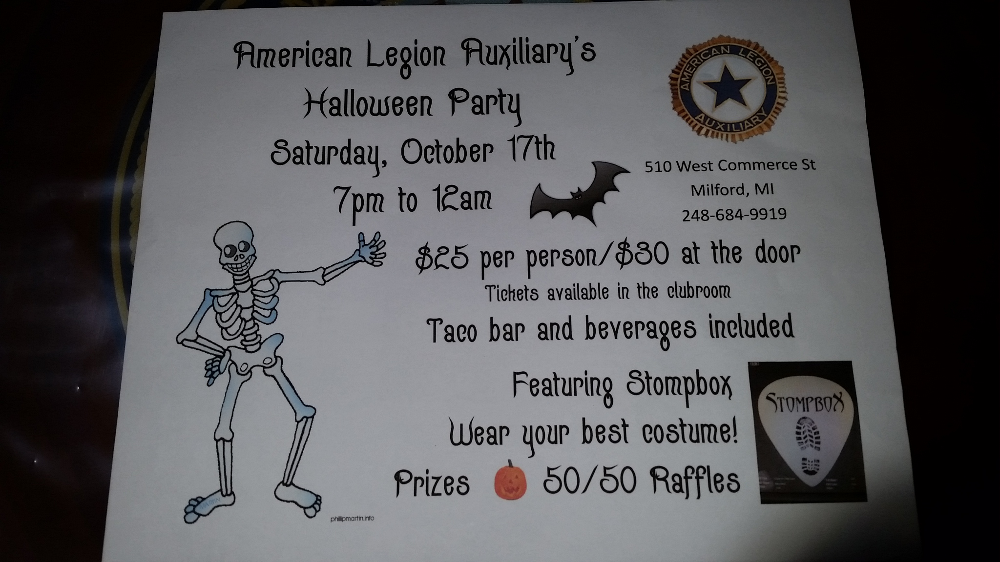 American Legion Auxiliary's
Halloween Party
Saturday, October 17th
7pm to 12am
AMERICAN LEGION
AUXILIARY
510 West Commerce St
Milford, MI
248-684-9919
$25 per person/$30 at the door
Tickets available in the clubroom
Taco bar and beverages included
Featuring Stompbox
Wear your best costume!
Prizes 50/50 Raffles
STOMPBOX
MARTIN
phillipmartin.info